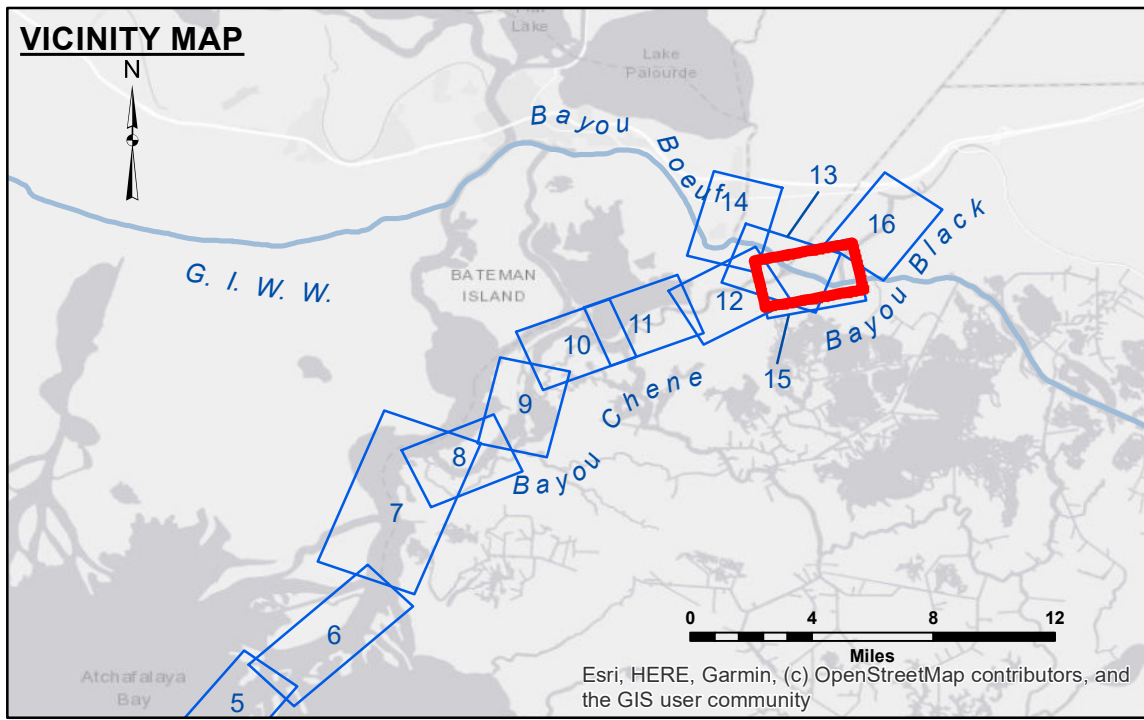 VICINITY MAP
N
Lake
Lake
Palourde
Bayou
Boeuf
13
14
16
Bayou Black
G. I. W. W.
BATEMAN
ISLAND
12
11
10
15
9
Bayou Chene
8
7
6
Atchafalaya
Bay
5
0 4 8 12
Miles
Esri, HERE, Garmin, (c) OpenStreetMap contributors, and
the GIS user community